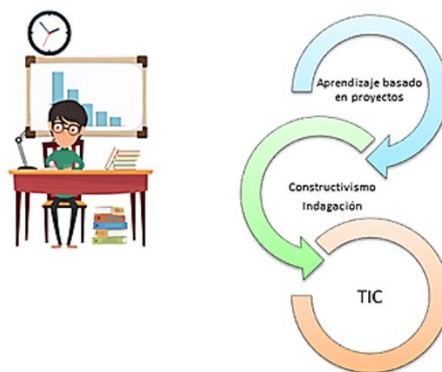 Aprendizaje basado
en proyectos
Constructivismo
Indagación
TIC